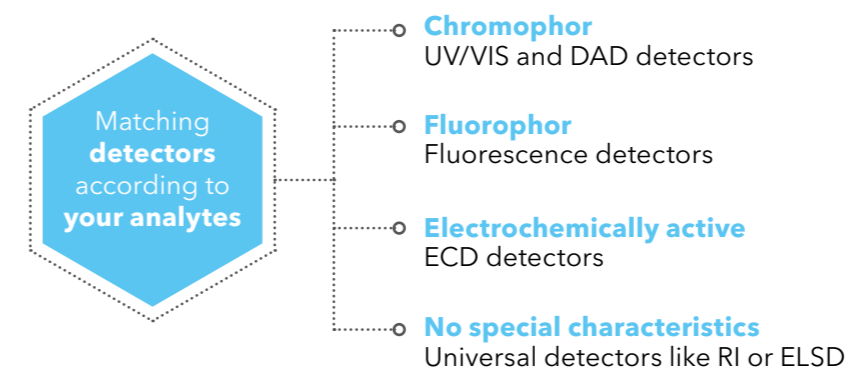 Matching
detectors
according to
your analytes
Chromophor
UV/VIS and DAD detectors
Fluorophor
Fluorescence detectors
Electrochemically active
ECD detectors
No special characteristics
Universal detectors like RI or ELSD